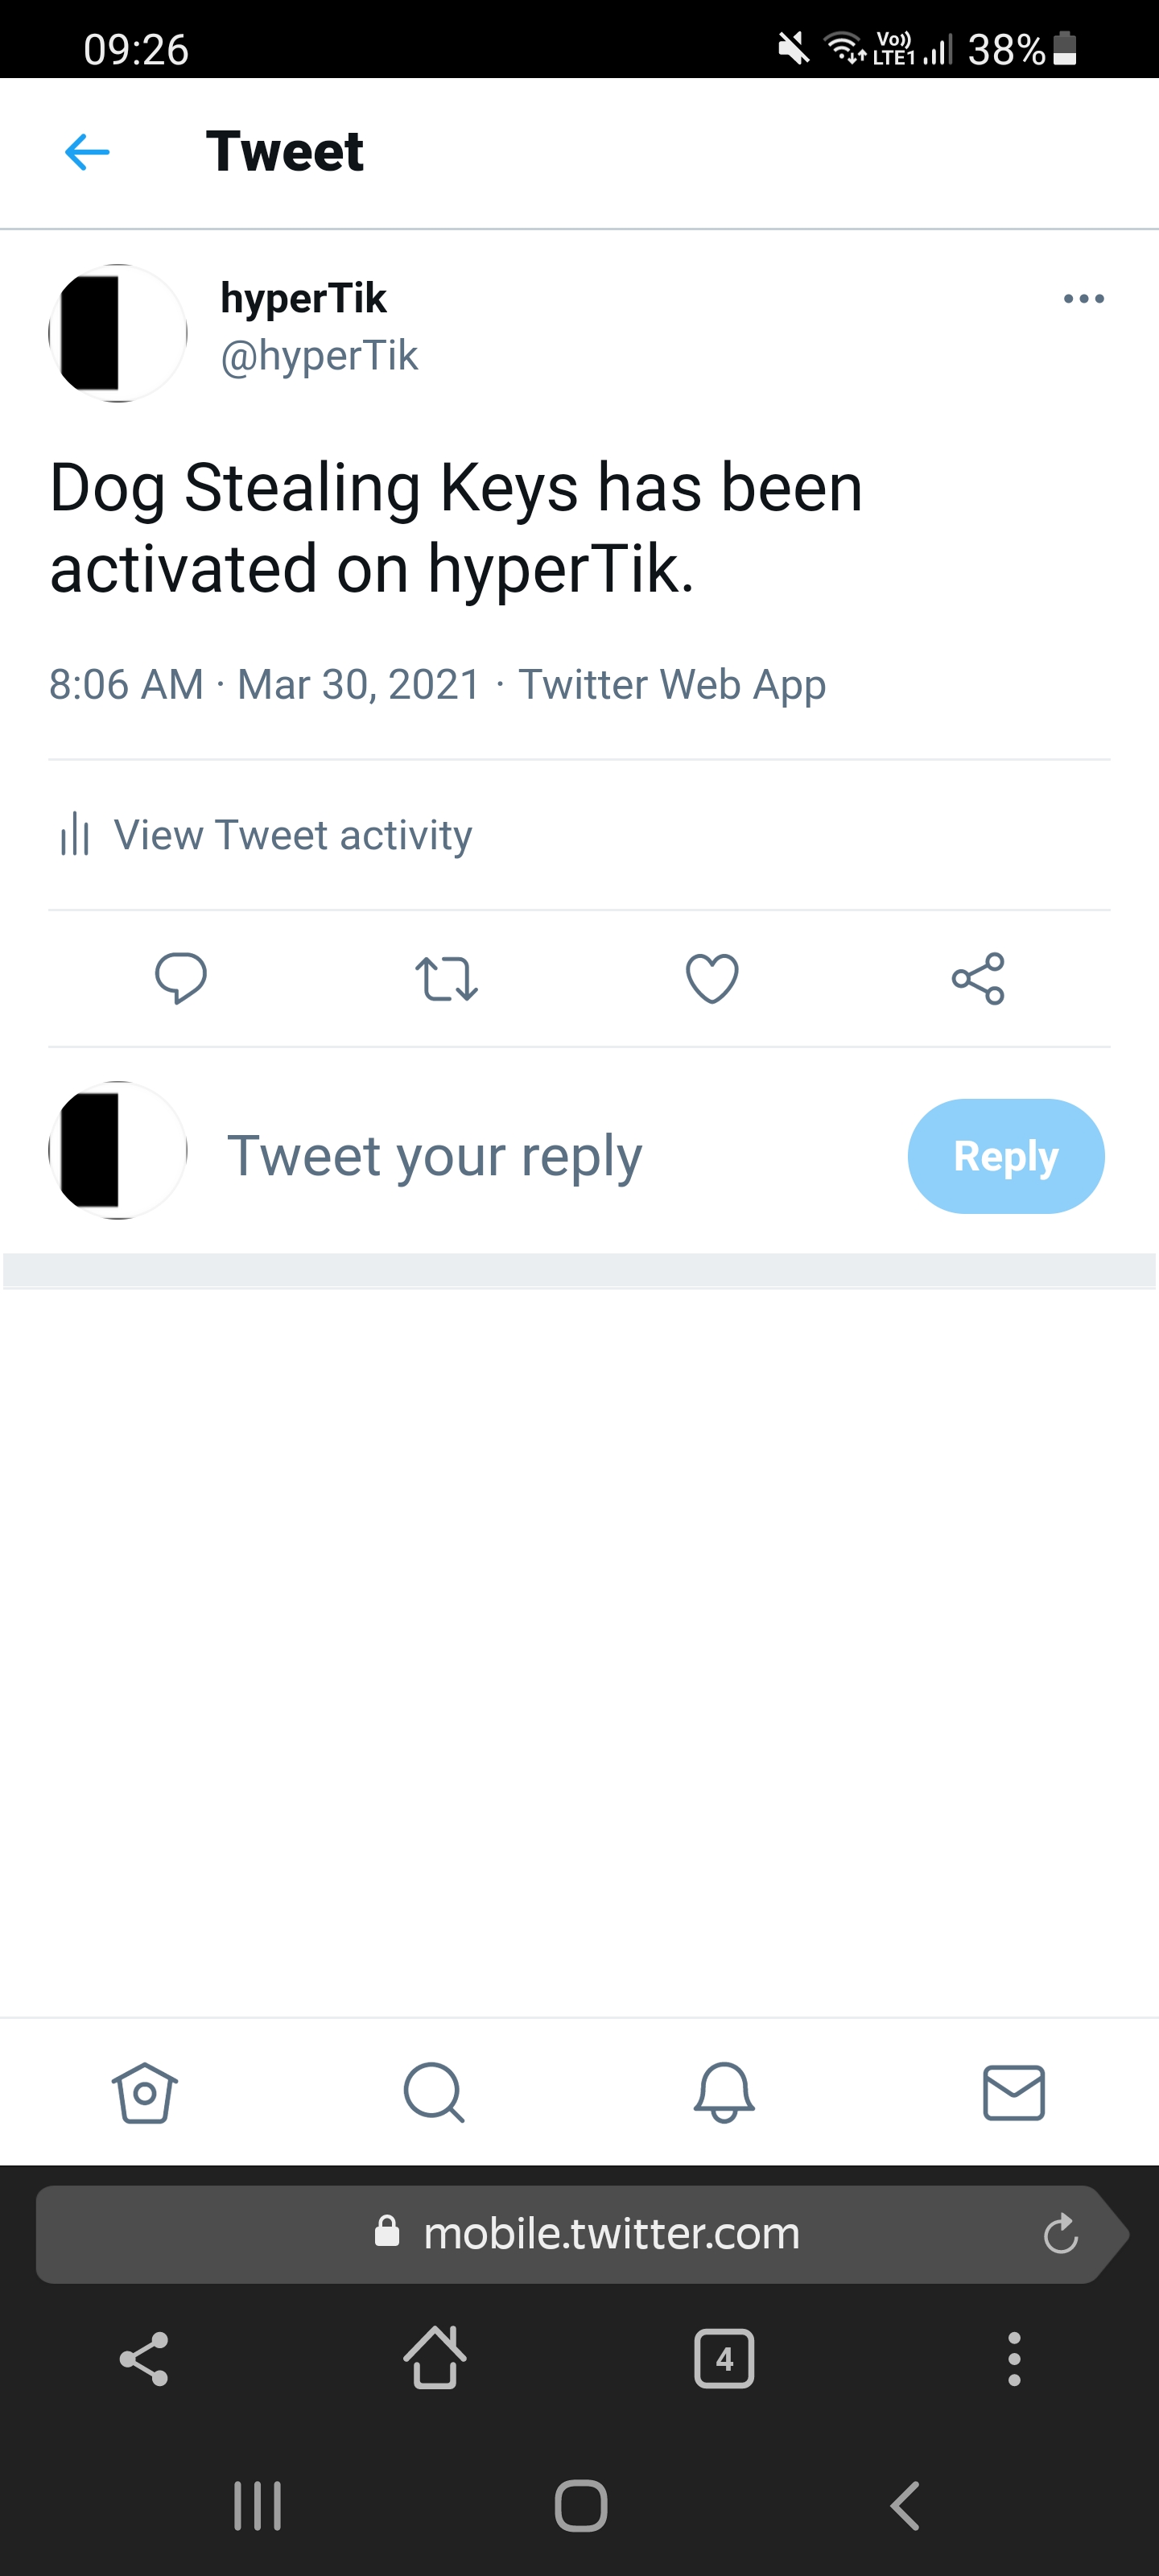 09:26
Vo)) LTE1 38%
Tweet
hyperTik
@hyperTik
Dog Stealing Keys has been
activated on hyperTik.
8:06 AM · Mar 30, 2021 · Twitter Web App
View Tweet activity
Tweet your reply
Reply
mobile.twitter.com
4